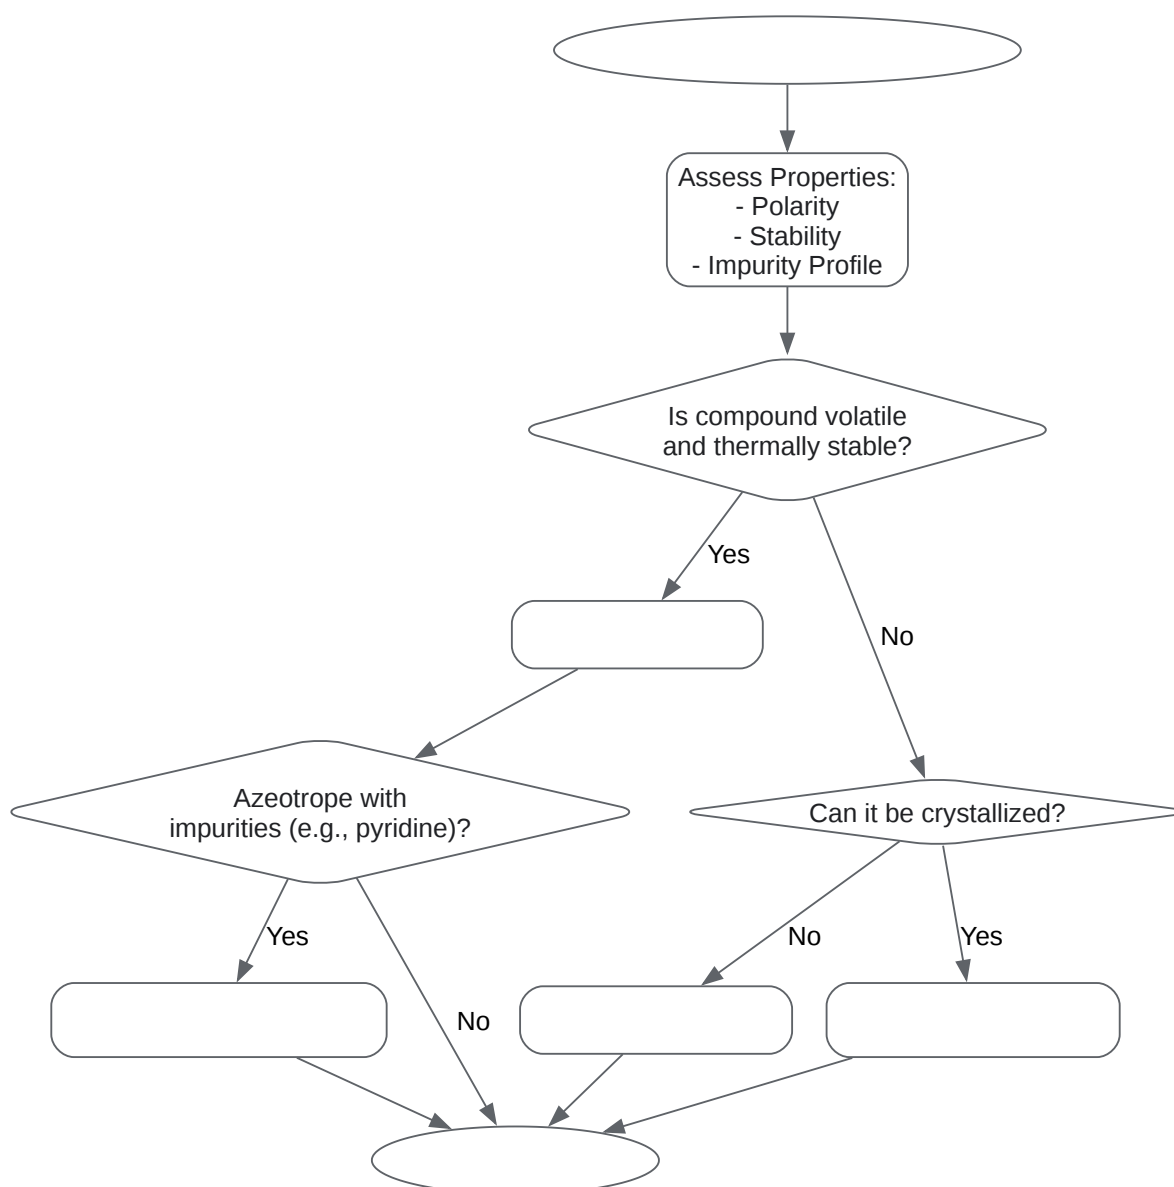 Assess Properties:
- Polarity
- Stability
- Impurity Profile
Is compound volatile
and thermally stable?
Yes
No
Azeotrope with
impurities (e.g., pyridine)?
Can it be crystallized?
Yes
No
No
Yes